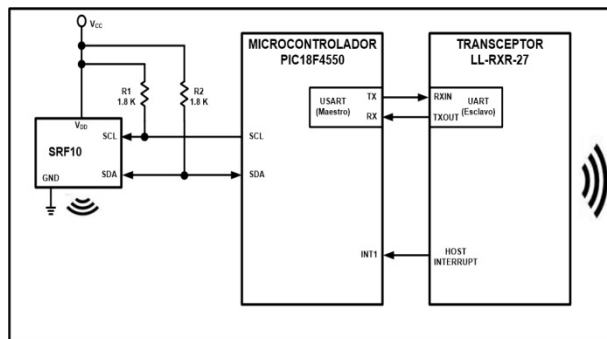 VCC
R1
1.8 K
R2
1.8 K
VDD
SCL
SRF10
SDA
GND
MICROCONTROLADOR
PIC18F4550
USART
(Maestro)
TX
RX
SCL
SDA
INT1
TRANSCEPTOR
LL-RXR-27
RXIN
TXOUT
UART
(Esclavo)
HOST
INTERRUPT